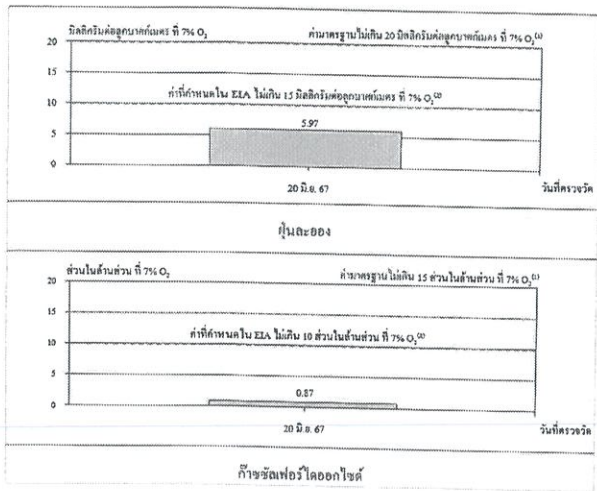 มิลลิกรัมต่อลูกบาศก์เมตร ที่ 7% O₂ ค่ามาตรฐานไม่เกิน 20 มิลลิกรัมต่อลูกบาศก์เมตร ที่ 7% O₂⁽¹⁾
20
15
ค่าที่กำหนดใน EIA ไม่เกิน 15 มิลลิกรัมต่อลูกบาศก์เมตร ที่ 7% O₂⁽²⁾
10
5.97
5
0
20 มิ.ย. 67 วันที่ตรวจวัด
ฝุ่นละออง
ส่วนในล้านส่วน ที่ 7% O₂ ค่ามาตรฐานไม่เกิน 15 ส่วนในล้านส่วน ที่ 7% O₂⁽¹⁾
20
15
ค่าที่กำหนดใน EIA ไม่เกิน 10 ส่วนในล้านส่วน ที่ 7% O₂⁽²⁾
10
5
0.87
0
20 มิ.ย. 67 วันที่ตรวจวัด
ก๊าซซัลเฟอร์ไดออกไซด์